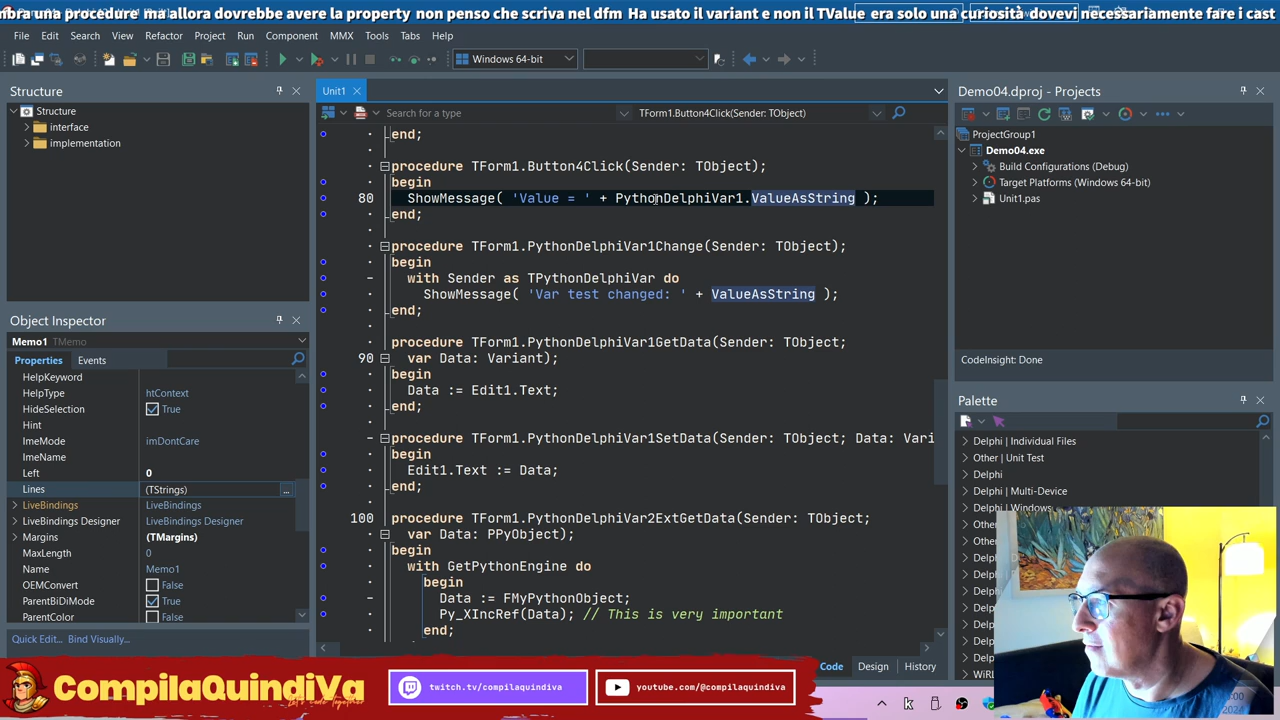 procedure ma allora dovrebbe avere la property non penso che scriva nel dfm Ha usato il variant e non il TValue era solo una curiosità dovevi necessariamente fare i cast
File Edit Search View Refactor Project Run Component MMX Tools Tabs Help
Windows 64-bit
Structure
Structure
interface
implementation
Object Inspector
Memo1 TMemo
Properties Events
HelpKeyword
HelpType htContext
HideSelection True
Hint
ImeMode imDontCare
ImeName
Left 0
Lines (TStrings) ...
LiveBindings LiveBindings
LiveBindings Designer LiveBindings Designer
Margins (TMargins)
MaxLength 0
Name Memo1
OEMConvert False
ParentBiDiMode True
ParentColor False
Quick Edit... Bind Visually...
Unit1
Search for a type TForm1.Button4Click(Sender: TObject)
end;
procedure TForm1.Button4Click(Sender: TObject);
begin
80 ShowMessage( 'Value = ' + PythonDelphiVar1.ValueAsString );
end;
procedure TForm1.PythonDelphiVar1Change(Sender: TObject);
begin
with Sender as TPythonDelphiVar do
ShowMessage( 'Var test changed: ' + ValueAsString );
end;
procedure TForm1.PythonDelphiVar1GetData(Sender: TObject;
90 var Data: Variant);
begin
Data := Edit1.Text;
end;
procedure TForm1.PythonDelphiVar1SetData(Sender: TObject; Data: Vari
begin
Edit1.Text := Data;
end;
100 procedure TForm1.PythonDelphiVar2ExtGetData(Sender: TObject;
var Data: PPyObject);
begin
with GetPythonEngine do
begin
Data := FMyPythonObject;
Py_XIncRef(Data); // This is very important
end;
Code Design History
Demo04.dproj - Projects
ProjectGroup1
Demo04.exe
Build Configurations (Debug)
Target Platforms (Windows 64-bit)
Unit1.pas
CodeInsight: Done
Palette
Delphi | Individual Files
Other | Unit Test
Delphi
Delphi | Multi-Device
Delphi | Windows
CompilaQuindiVa
Let's code Together
twitch.tv/compilaquindiva
youtube.com/@compilaquindiva